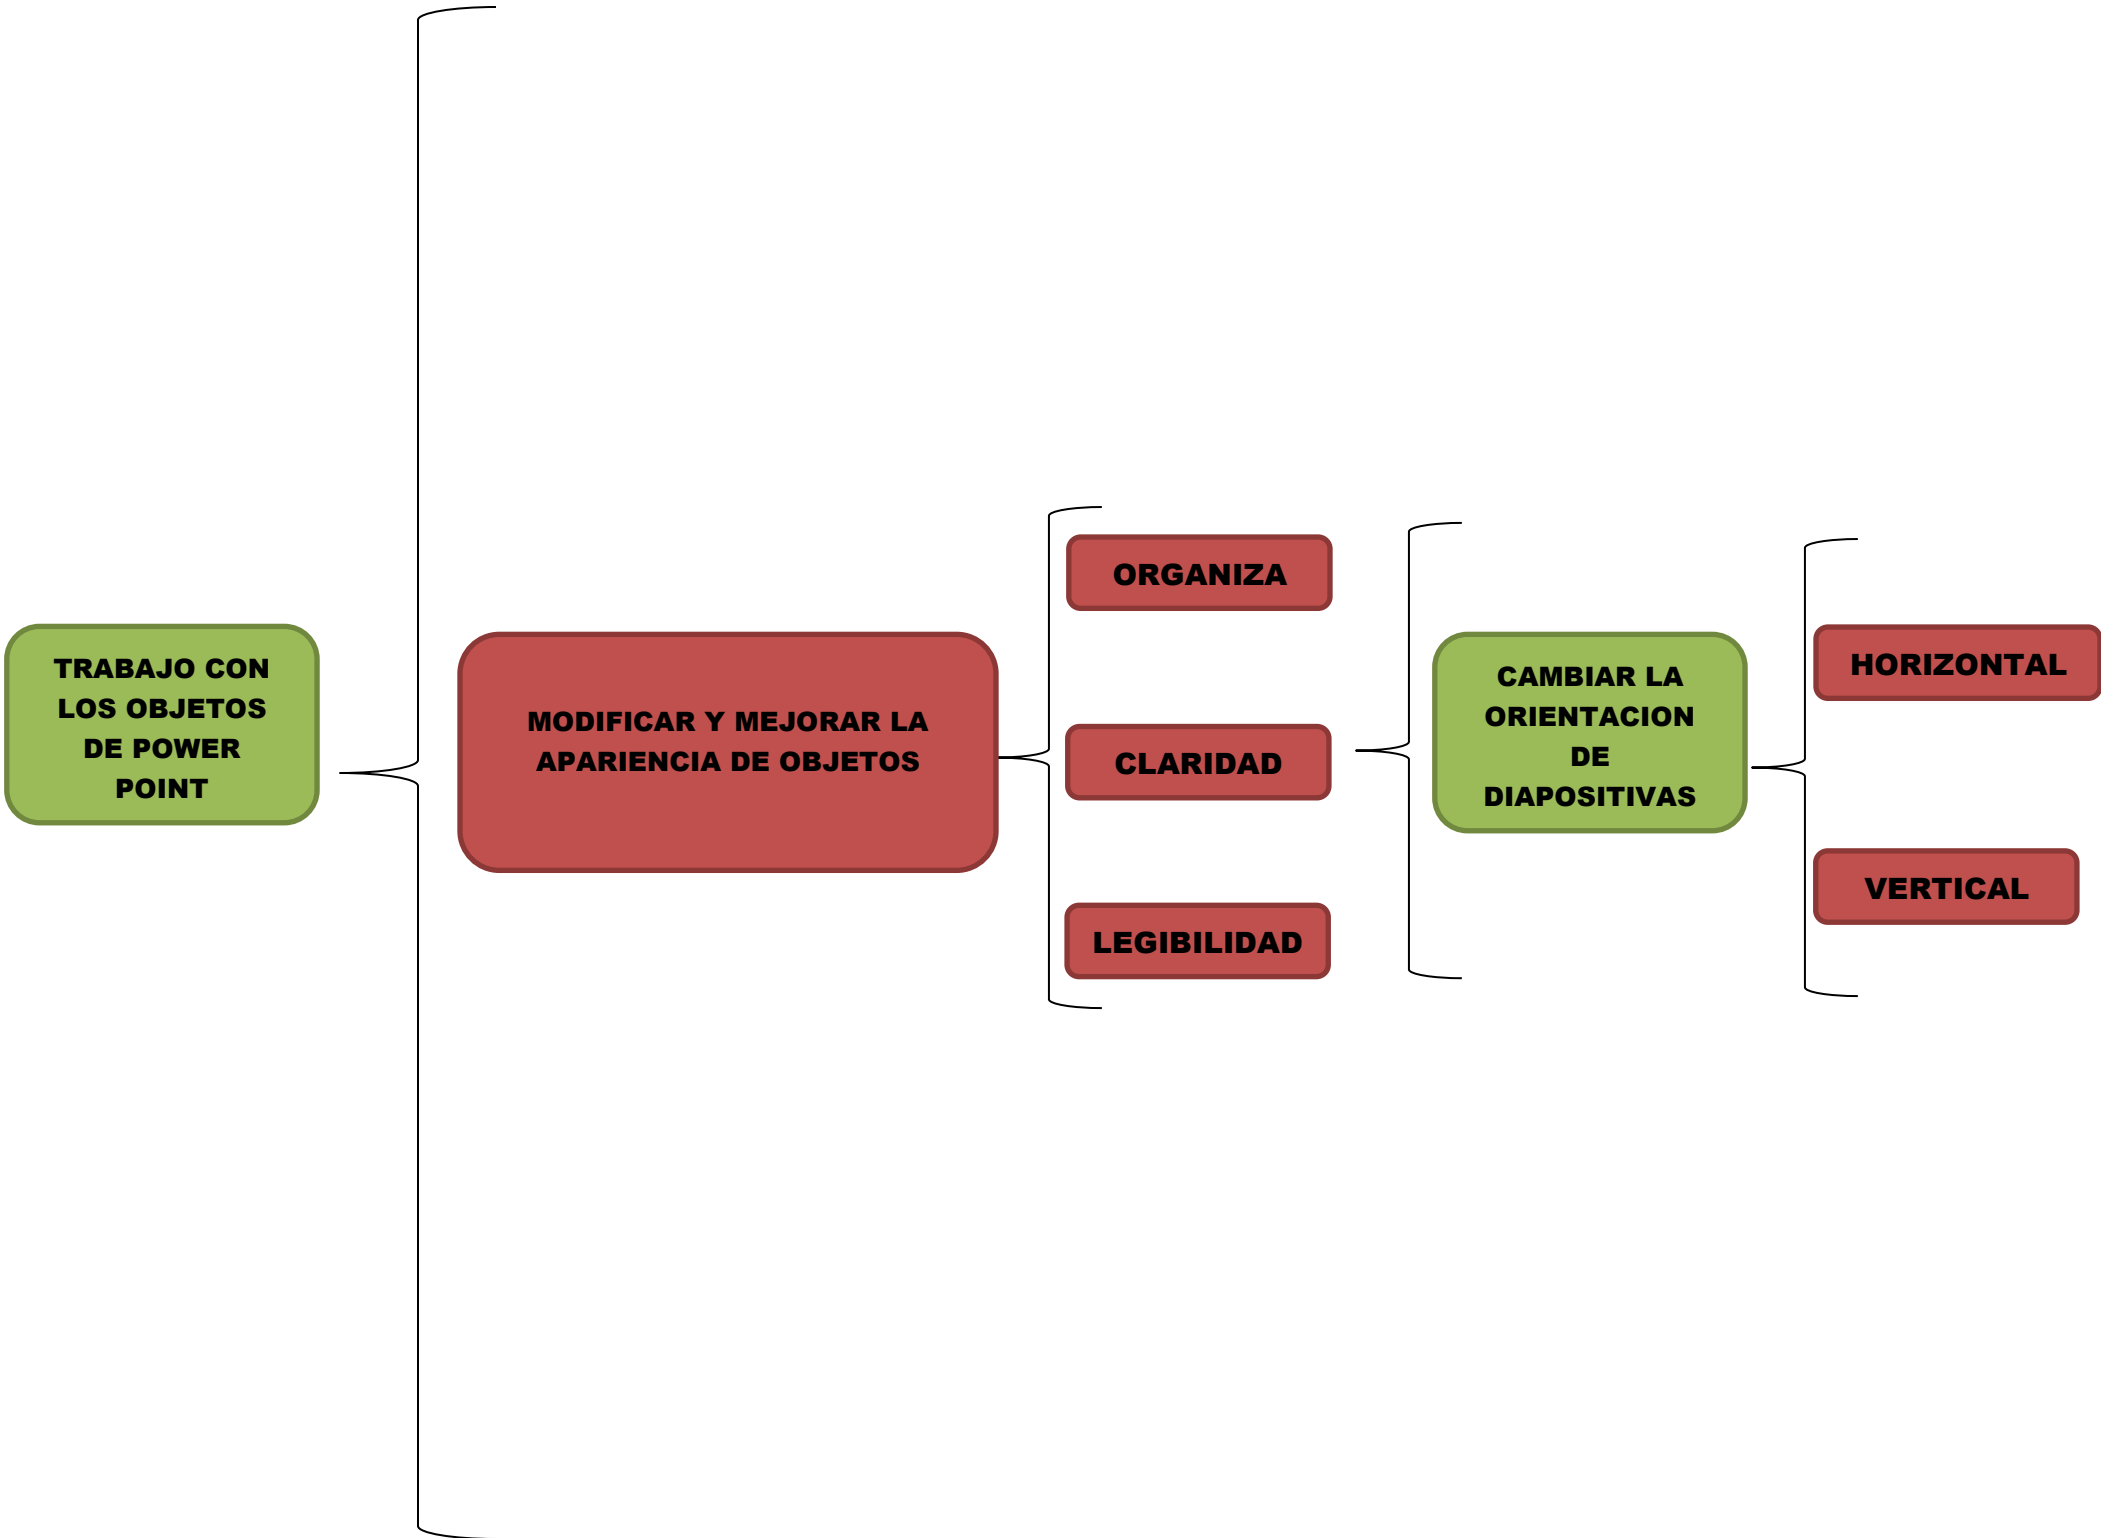 TRABAJO CON
LOS OBJETOS
DE POWER
POINT
MODIFICAR Y MEJORAR LA
APARIENCIA DE OBJETOS
ORGANIZA
CLARIDAD
LEGIBILIDAD
CAMBIAR LA
ORIENTACION
DE
DIAPOSITIVAS
HORIZONTAL
VERTICAL